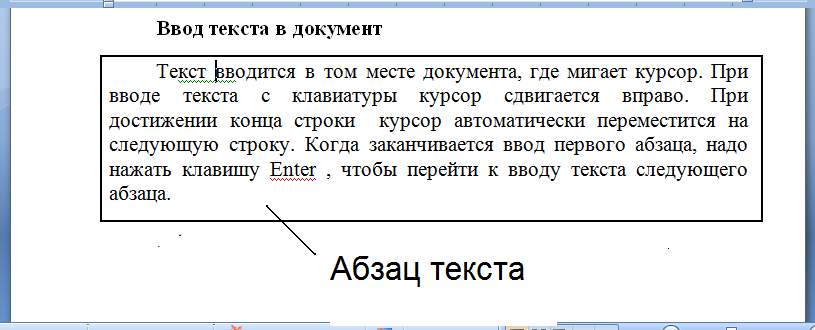 Ввод текста в документ
Текст вводится в том месте документа, где мигает курсор. При
вводе текста с клавиатуры курсор сдвигается вправо. При
достижении конца строки курсор автоматически переместится на
следующую строку. Когда заканчивается ввод первого абзаца, надо
нажать клавишу Enter , чтобы перейти к вводу текста следующего
абзаца.
Абзац текста